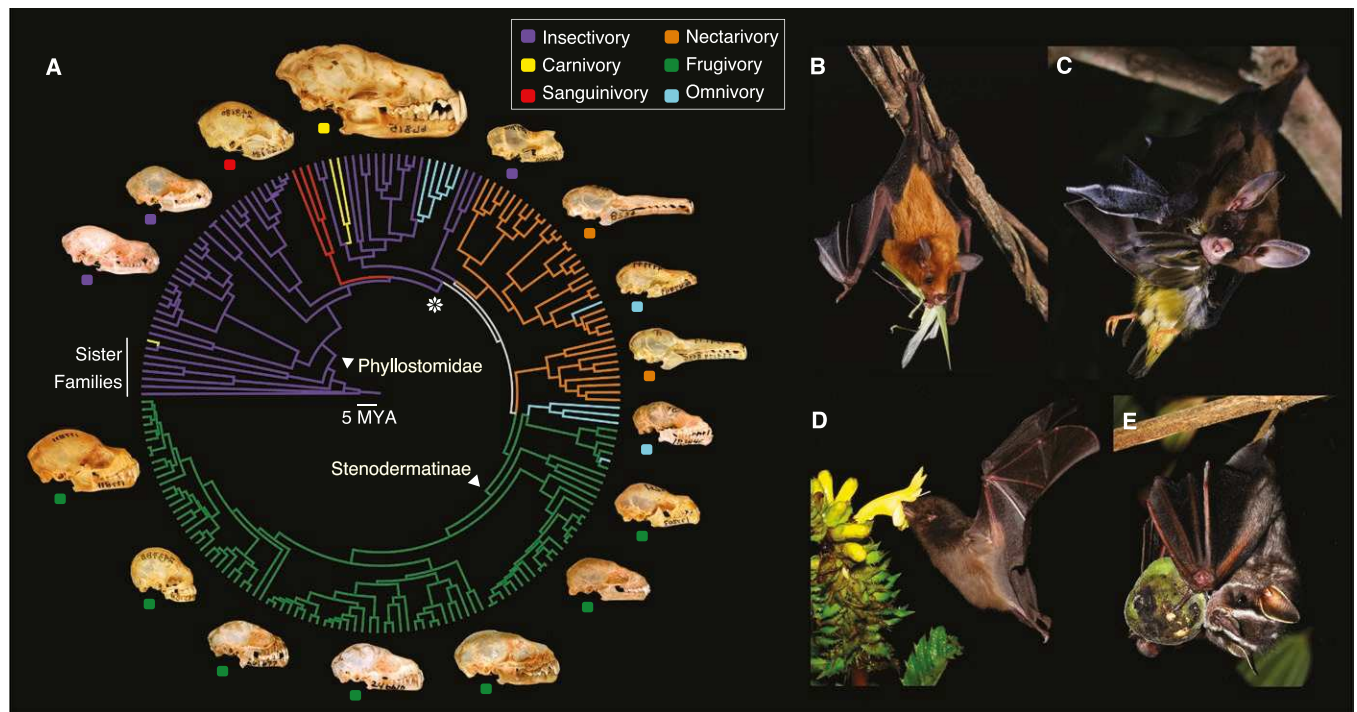 A
Insectivory
Carnivory
Sanguinivory
Nectarivory
Frugivory
Omnivory
B
C
Sister
Families
Phyllostomidae
5 MYA
Stenodermatinae
D
E